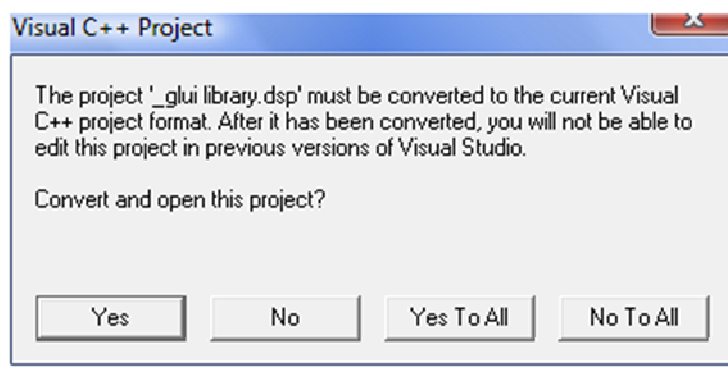 Visual C++ Project
The project '_glui library.dsp' must be converted to the current Visual
C++ project format. After it has been converted, you will not be able to
edit this project in previous versions of Visual Studio.
Convert and open this project?
Yes No Yes To All No To All